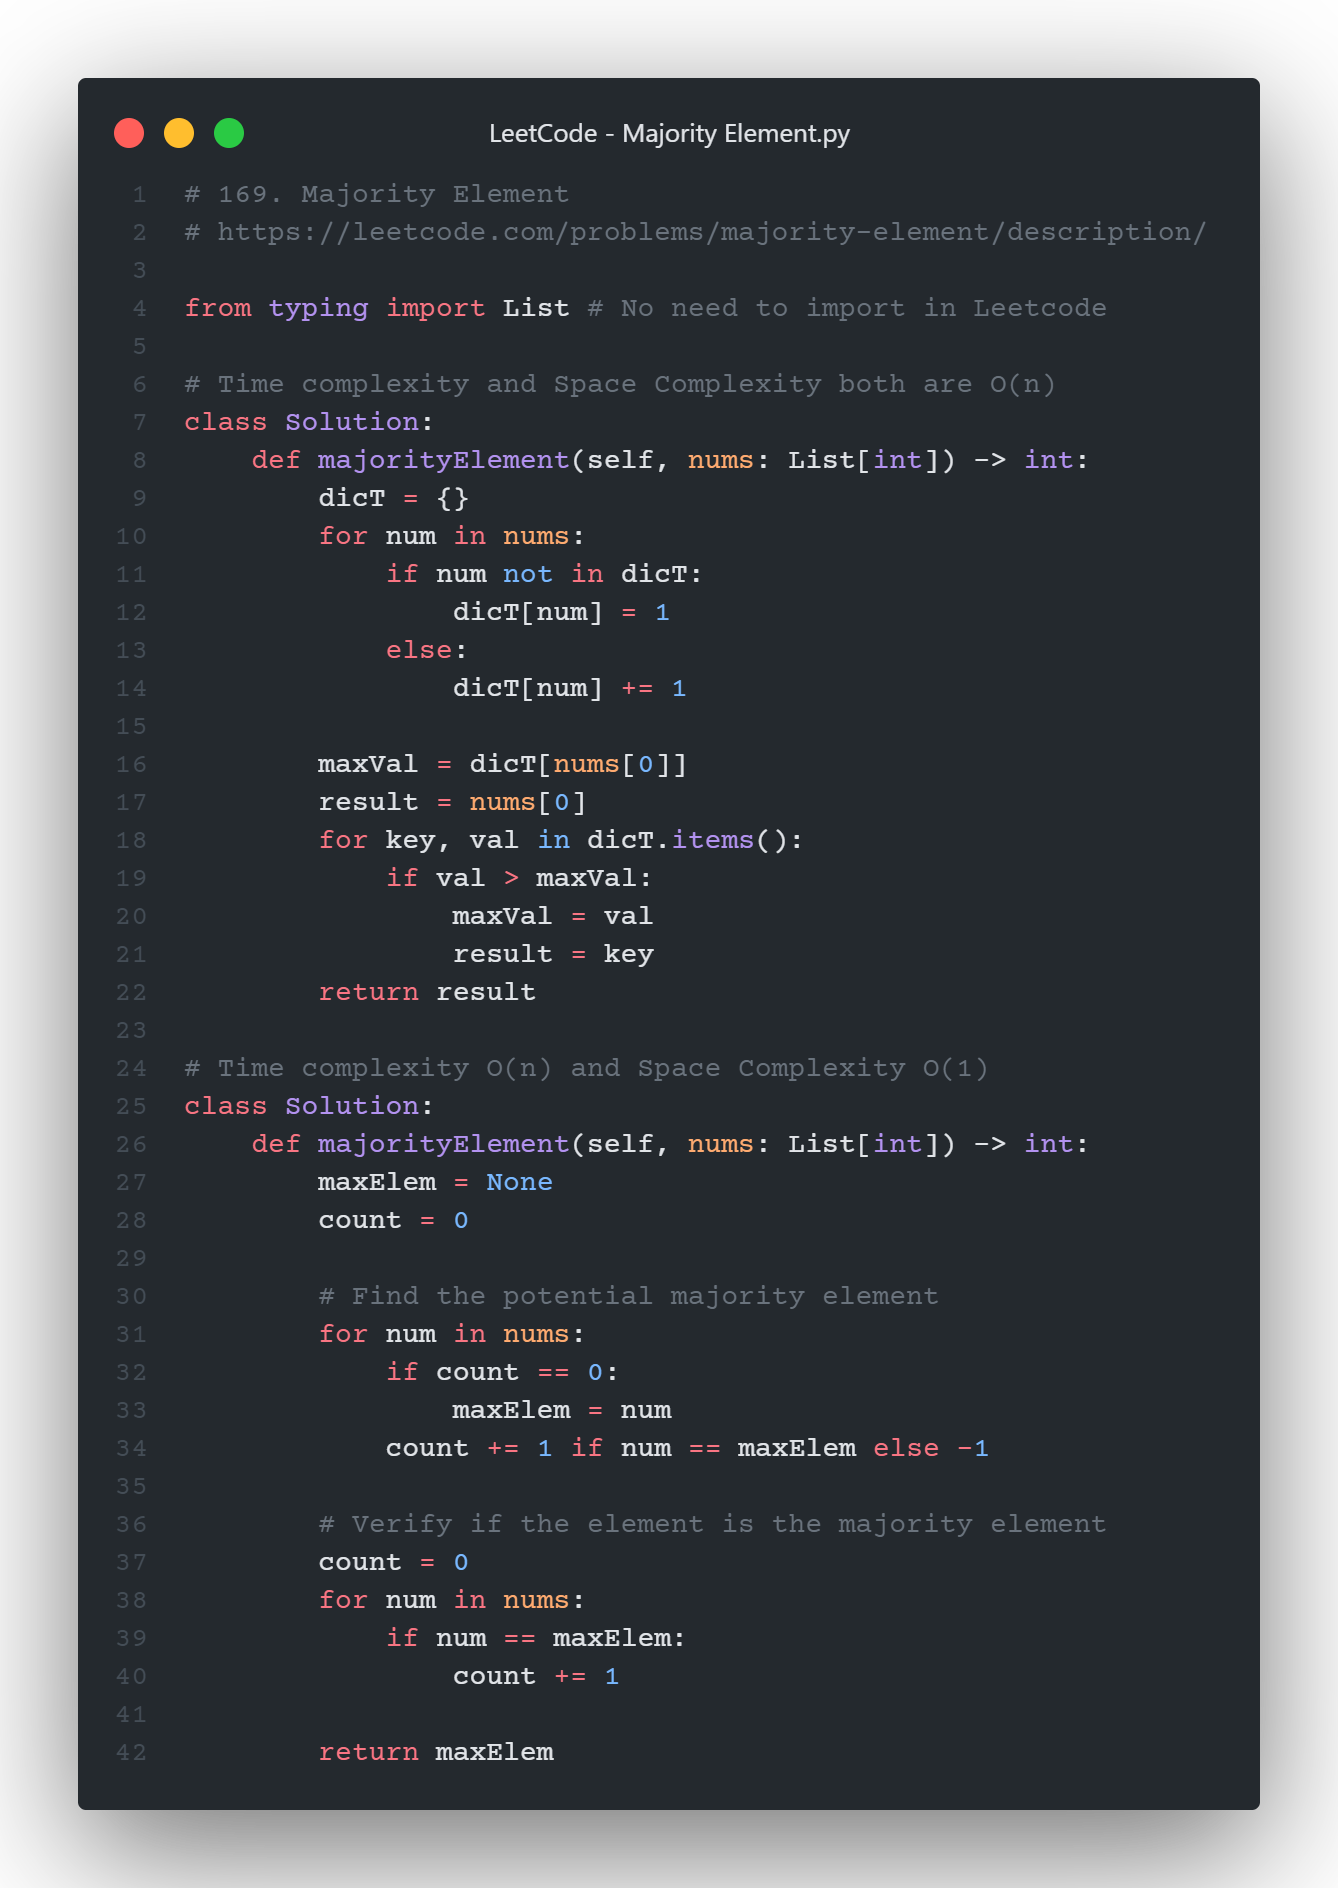 LeetCode - Majority Element.py
1 # 169. Majority Element
2 # https://leetcode.com/problems/majority-element/description/
3
4 from typing import List # No need to import in Leetcode
5
6 # Time complexity and Space Complexity both are O(n)
7 class Solution:
8     def majorityElement(self, nums: List[int]) -> int:
9         dicT = {}
10         for num in nums:
11             if num not in dicT:
12                 dicT[num] = 1
13             else:
14                 dicT[num] += 1
15
16         maxVal = dicT[nums[0]]
17         result = nums[0]
18         for key, val in dicT.items():
19             if val > maxVal:
20                 maxVal = val
21                 result = key
22         return result
23
24 # Time complexity O(n) and Space Complexity O(1)
25 class Solution:
26     def majorityElement(self, nums: List[int]) -> int:
27         maxElem = None
28         count = 0
29
30         # Find the potential majority element
31         for num in nums:
32             if count == 0:
33                 maxElem = num
34             count += 1 if num == maxElem else -1
35
36         # Verify if the element is the majority element
37         count = 0
38         for num in nums:
39             if num == maxElem:
40                 count += 1
41
42         return maxElem